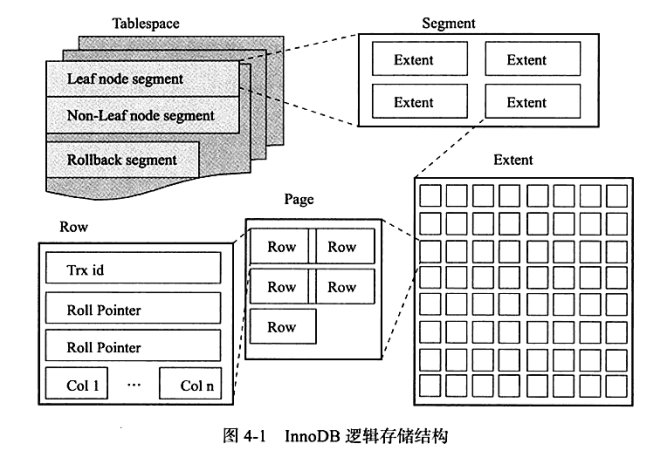 Tablespace
Leaf node segment
Non-Leaf node segment
Rollback segment
Segment
Extent
Extent
Extent
Extent
Extent
Page
Row
Row
Row
Row
Row
Row
Trx id
Roll Pointer
Roll Pointer
Col 1
...
Col n
图 4-1 InnoDB 逻辑存储结构